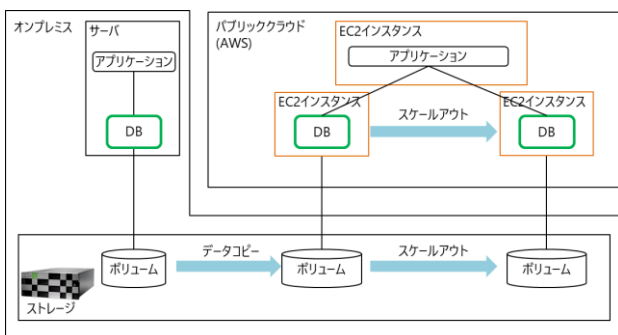 オンプレミス
サーバ
アプリケーション
DB
パブリッククラウド
(AWS)
EC2インスタンス
アプリケーション
EC2インスタンス
DB
スケールアウト
EC2インスタンス
DB
ボリューム
データコピー
ボリューム
スケールアウト
ボリューム
ストレージ